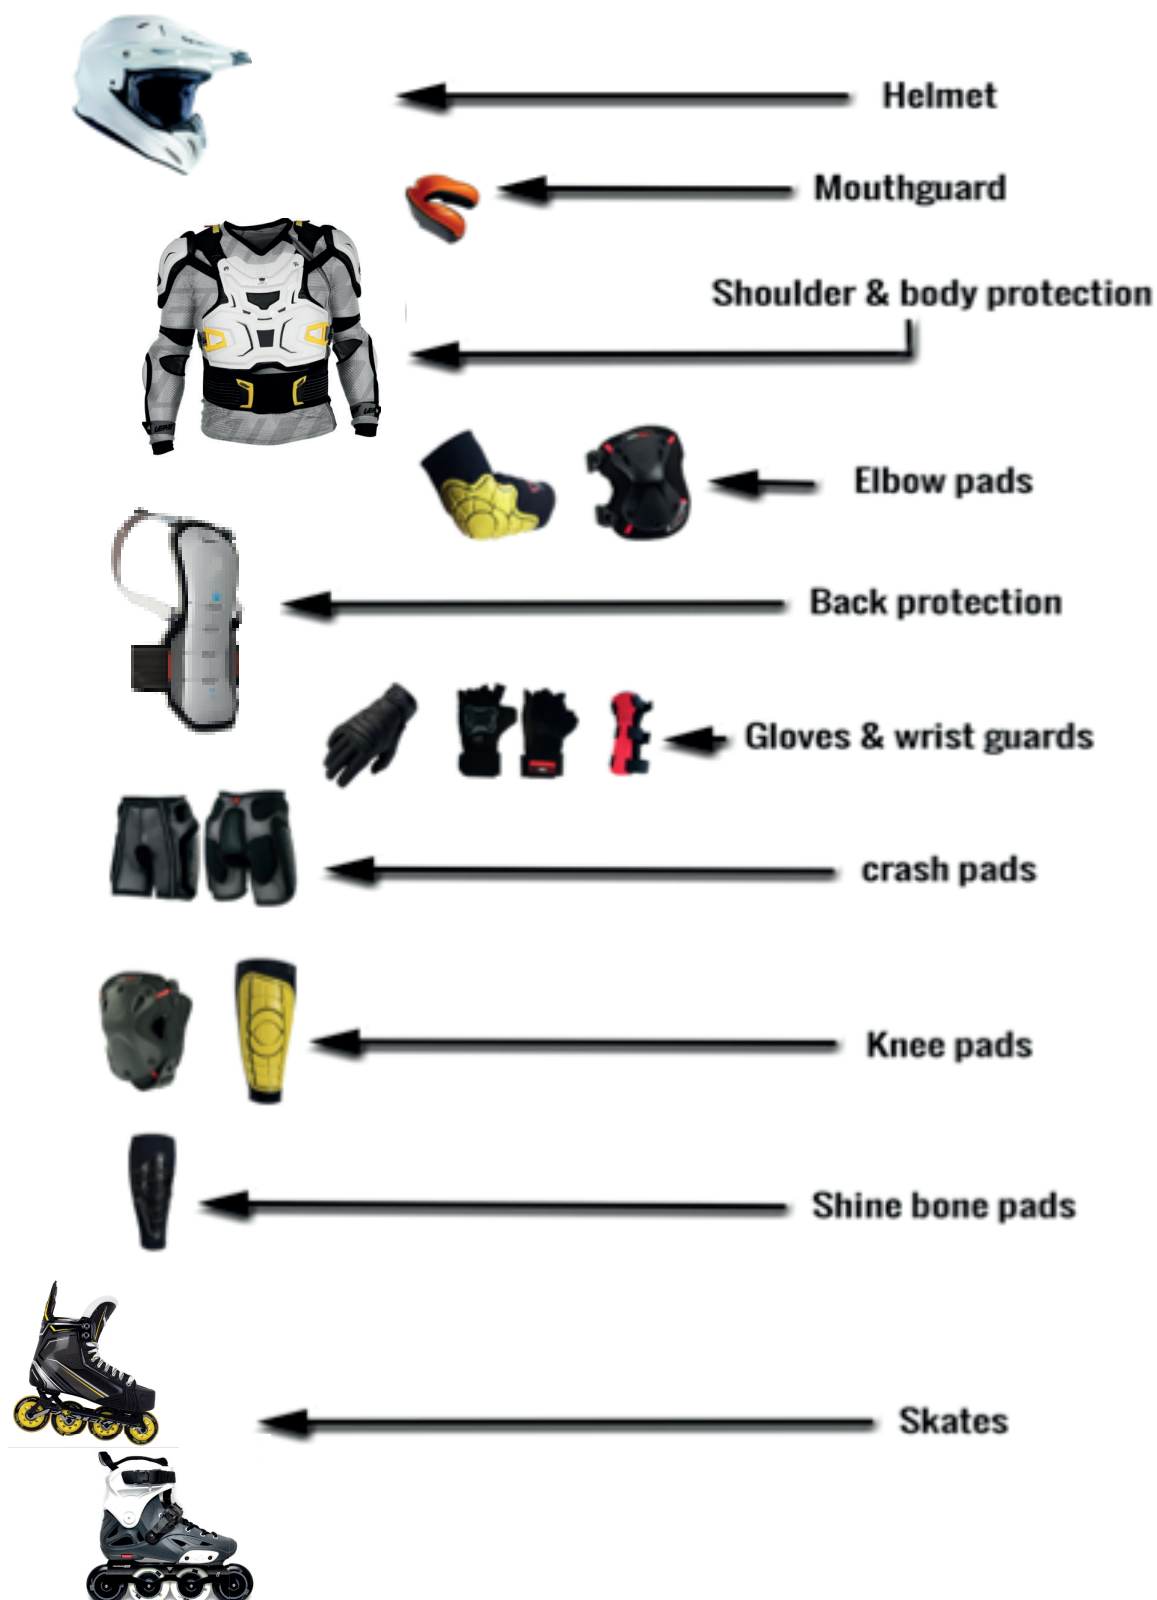 Helmet
Mouthguard
Shoulder & body protection
Elbow pads
Back protection
Gloves & wrist guards
crash pads
Knee pads
Shine bone pads
Skates